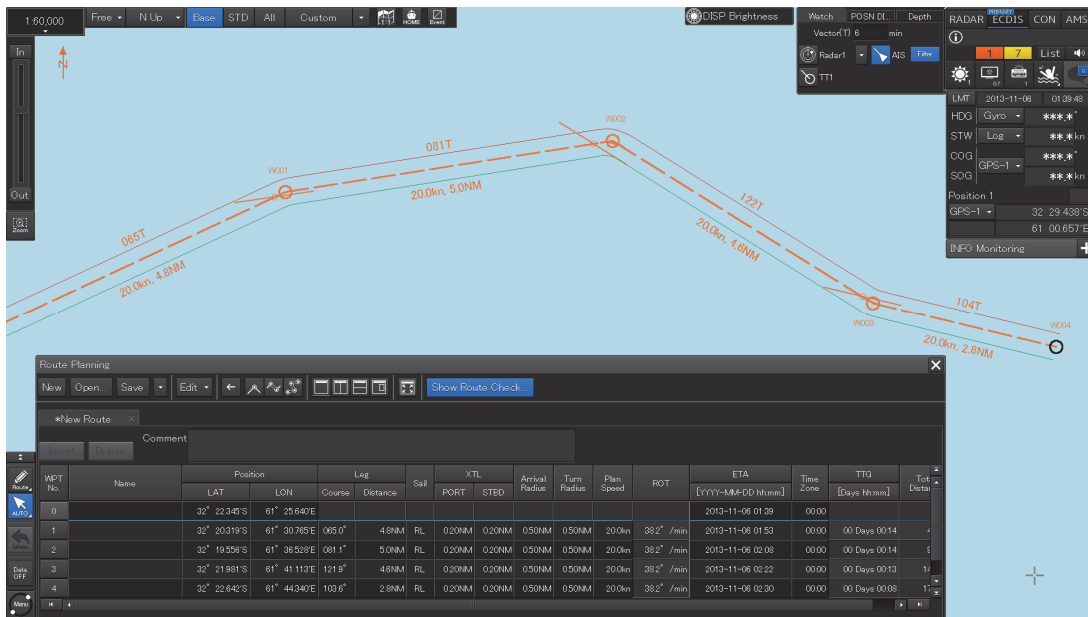 1:60,000 Free N Up Base STD All Custom 1:1 HOME Event DISP Brightness
Watch POSN DI... Depth
Vector(T) 6 min
Radar1 AIS Filter
TT1
RADAR PRIMARY ECDIS CON AMS
1 7 List
1 67 1
LMT 2013-11-06 01:39:48
HDG Gyro ***.*°
STW Log **.* kn
COG ***.*°
GPS-1
SOG **.* kn
Position 1
GPS-1 32 29.438'S
61 00.657'E
INFO Monitoring +
In
Out
Zoom
N
W001
W002
W003
W004
065T
20.0kn, 4.8NM
081T
20.0kn, 5.0NM
122T
20.0kn, 4.6NM
104T
20.0kn, 2.8NM
Route Planning
New Open... Save Edit Show Route Check...
*New Route ×
Insert Delete Comment
WPT No. Name Position Leg Sail XTL Arrival Radius Turn Radius Plan Speed ROT ETA Time Zone TTG
LAT LON Course Distance PORT STBD [YYYY-MM-DD hh:mm] [Days hh:mm]
0 32° 22.345'S 61° 25.640'E 2013-11-06 01:39 00:00
1 32° 20.319'S 61° 30.765'E 065.0° 4.8NM RL 0.20NM 0.20NM 0.50NM 0.50NM 20.0kn 38.2° /min 2013-11-06 01:53 00:00 00 Days 00:14
2 32° 19.556'S 61° 36.528'E 081.1° 5.0NM RL 0.20NM 0.20NM 0.50NM 0.50NM 20.0kn 38.2° /min 2013-11-06 02:08 00:00 00 Days 00:14
3 32° 21.981'S 61° 41.113'E 121.9° 4.6NM RL 0.20NM 0.20NM 0.50NM 0.50NM 20.0kn 38.2° /min 2013-11-06 02:22 00:00 00 Days 00:13
4 32° 22.642'S 61° 44.340'E 103.6° 2.8NM RL 0.20NM 0.20NM 0.50NM 0.50NM 20.0kn 38.2° /min 2013-11-06 02:30 00:00 00 Days 00:08
Route
AUTO
Undo
Data OFF
Menu